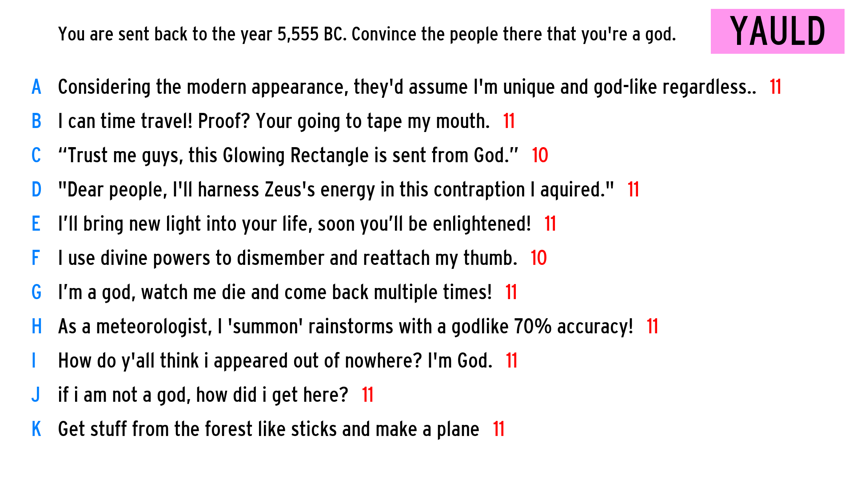 You are sent back to the year 5,555 BC. Convince the people there that you're a god.
YAULD
A Considering the modern appearance, they'd assume I'm unique and god-like regardless.. 11
B I can time travel! Proof? Your going to tape my mouth. 11
C “Trust me guys, this Glowing Rectangle is sent from God.” 10
D "Dear people, I'll harness Zeus's energy in this contraption I aquired." 11
E I’ll bring new light into your life, soon you’ll be enlightened! 11
F I use divine powers to dismember and reattach my thumb. 10
G I’m a god, watch me die and come back multiple times! 11
H As a meteorologist, I 'summon' rainstorms with a godlike 70% accuracy! 11
I How do y'all think i appeared out of nowhere? I'm God. 11
J if i am not a god, how did i get here? 11
K Get stuff from the forest like sticks and make a plane 11